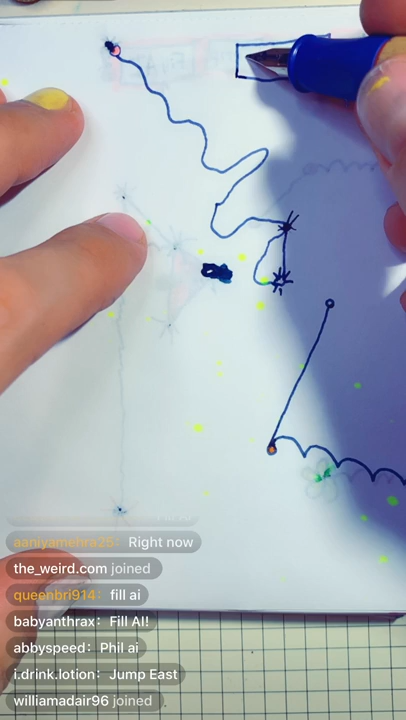 aaniyamehra25: Right now
the_weird.com joined
queenbri914: fill ai
babyanthrax: Fill AI!
abbyspeed: Phil ai
i.drink.lotion: Jump East
williamadair96 joined